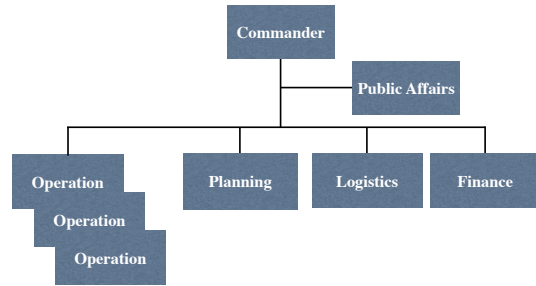 Commander
Public Affairs
Operation
Planning
Logistics
Finance
Operation
Operation